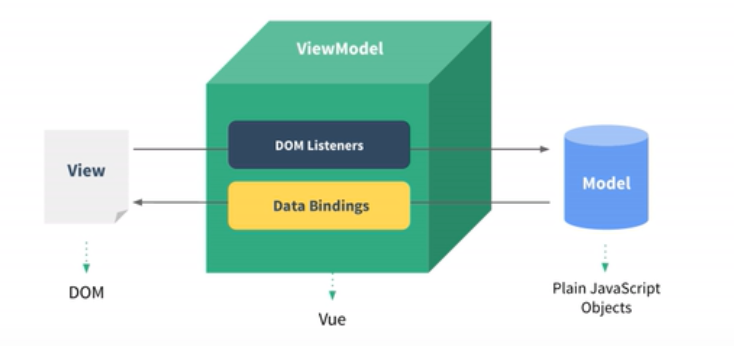 ViewModel
DOM Listeners
View
Model
Data Bindings
DOM
Plain JavaScript
Objects
Vue